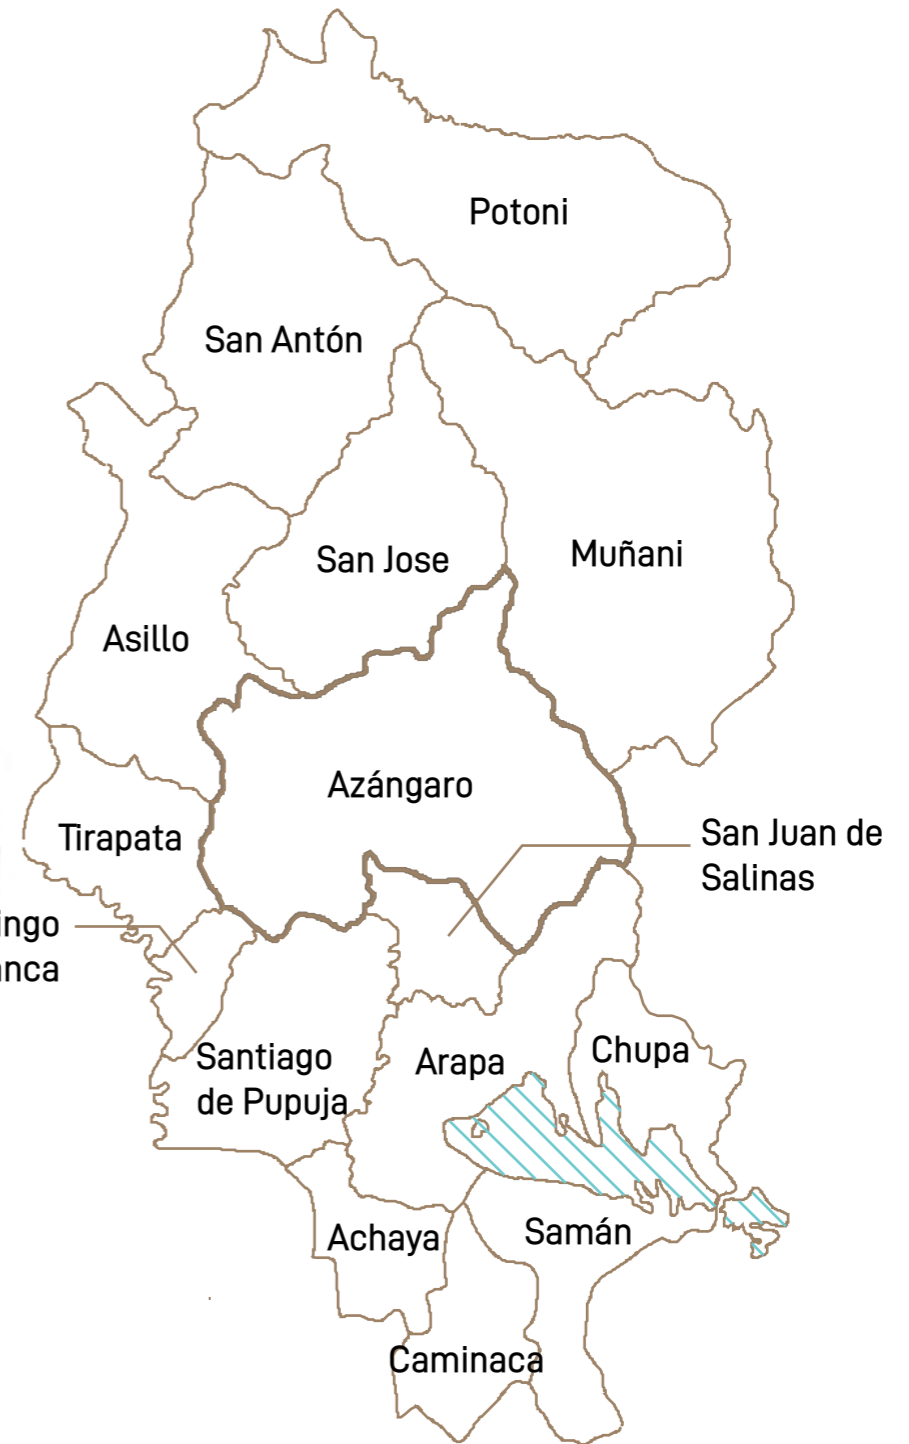 Potoni
San Antón
San Jose
Muñani
Asillo
Azángaro
Tirapata
San Juan de
Salinas
ingo
anca
Santiago
de Pupuja
Arapa
Chupa
Achaya
Samán
Caminaca